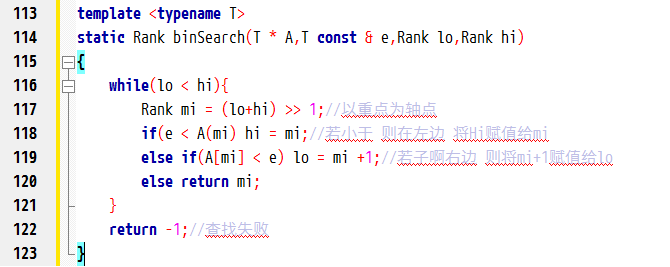 113 template <typename T>
114 static Rank binSearch(T * A,T const & e,Rank lo,Rank hi)
115 {
116 while(lo < hi){
117 Rank mi = (lo+hi) >> 1;//以重点为轴点
118 if(e < A(mi) hi = mi;//若小于 则在左边 将Hi赋值给mi
119 else if(A[mi] < e) lo = mi +1;//若子啊右边 则将mi+1赋值给lo
120 else return mi;
121 }
122 return -1;//查找失败
123 }